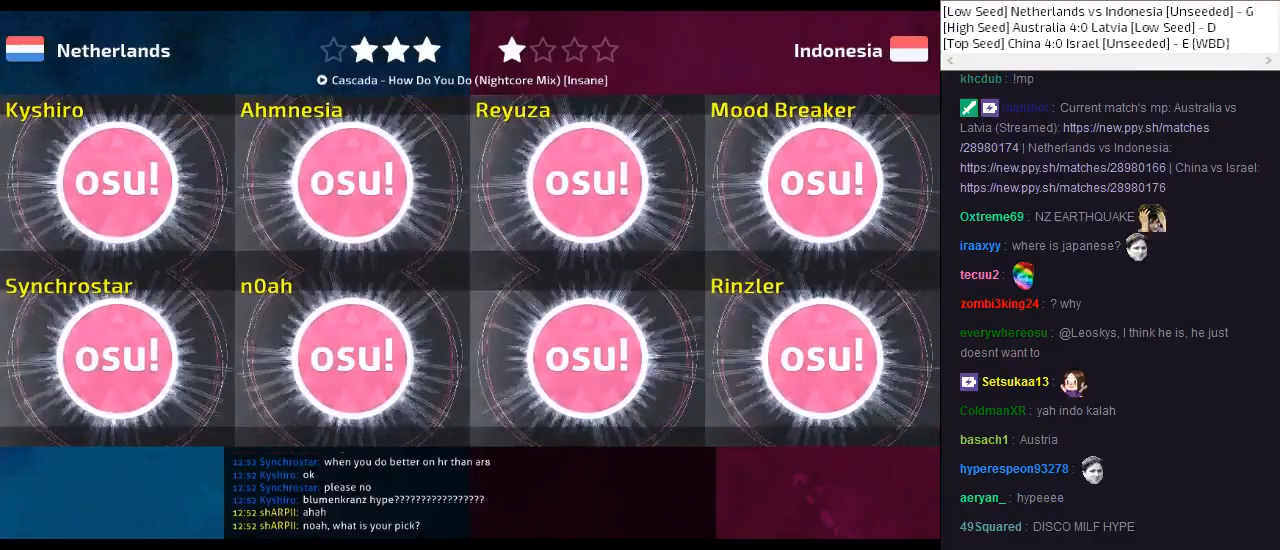 Netherlands
Indonesia
Cascada - How Do You Do (Nightcore Mix) [Insane]
Kyshiro
Ahmnesia
Reyuza
Mood Breaker
osu!
osu!
osu!
osu!
Synchrostar
n0ah
Rinzler
osu!
osu!
osu!
osu!
12:52 Synchrostar: when you do better on hr than ar8
12:52 Kyshiro: ok
12:52 Synchrostar: please no
12:52 Kyshiro: blumenkranz hype?????????????????
12:52 shARPII: ahah
12:52 shARPII: noah, what is your pick?
[Low Seed] Netherlands vs Indonesia [Unseeded] - G
[High Seed] Australia 4:0 Latvia [Low Seed] - D
[Top Seed] China 4:0 Israel [Unseeded] - E {WBD}
khcdub : !mp
: Current match's mp: Australia vs
Latvia (Streamed): https://new.ppy.sh/matches
/28980174 | Netherlands vs Indonesia:
https://new.ppy.sh/matches/28980166 | China vs Israel:
https://new.ppy.sh/matches/28980176
Oxtreme69 : NZ EARTHQUAKE
iraaxyy : where is japanese?
tecuu2 :
zombi3king24 : ? why
everywhereosu : @Leoskys, I think he is, he just
doesnt want to
Setsukaa13 :
ColdmanXR : yah indo kalah
basach1 : Austria
hyperespeon93278 :
aeryan_ : hypeeee
49Squared : DISCO MILF HYPE